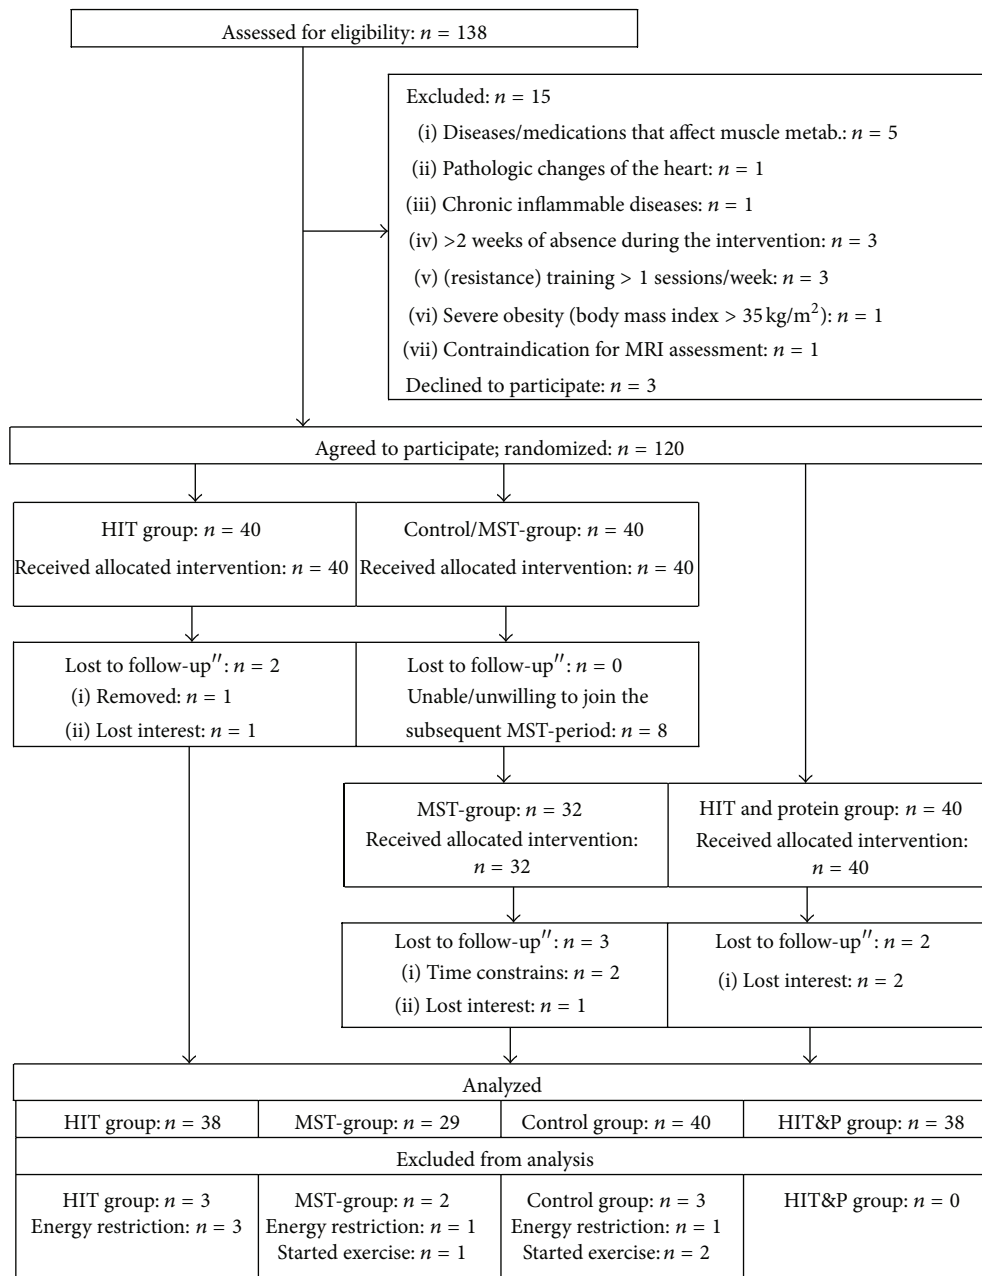 Assessed for eligibility: n = 138
Excluded: n = 15
(i) Diseases/medications that affect muscle metab.: n = 5
(ii) Pathologic changes of the heart: n = 1
(iii) Chronic inflammable diseases: n = 1
(iv) >2 weeks of absence during the intervention: n = 3
(v) (resistance) training > 1 sessions/week: n = 3
(vi) Severe obesity (body mass index > 35 kg/m²): n = 1
(vii) Contraindication for MRI assessment: n = 1
Declined to participate: n = 3
Agreed to participate; randomized: n = 120
HIT group: n = 40
Received allocated intervention: n = 40
Control/MST-group: n = 40
Received allocated intervention: n = 40
Lost to follow-up″: n = 2
(i) Removed: n = 1
(ii) Lost interest: n = 1
Lost to follow-up″: n = 0
Unable/unwilling to join the
subsequent MST-period: n = 8
MST-group: n = 32
Received allocated intervention:
n = 32
HIT and protein group: n = 40
Received allocated intervention:
n = 40
Lost to follow-up″: n = 3
(i) Time constrains: n = 2
(ii) Lost interest: n = 1
Lost to follow-up″: n = 2
(i) Lost interest: n = 2
Analyzed
HIT group: n = 38
MST-group: n = 29
Control group: n = 40
HIT&P group: n = 38
Excluded from analysis
HIT group: n = 3
Energy restriction: n = 3
MST-group: n = 2
Energy restriction: n = 1
Started exercise: n = 1
Control group: n = 3
Energy restriction: n = 1
Started exercise: n = 2
HIT&P group: n = 0